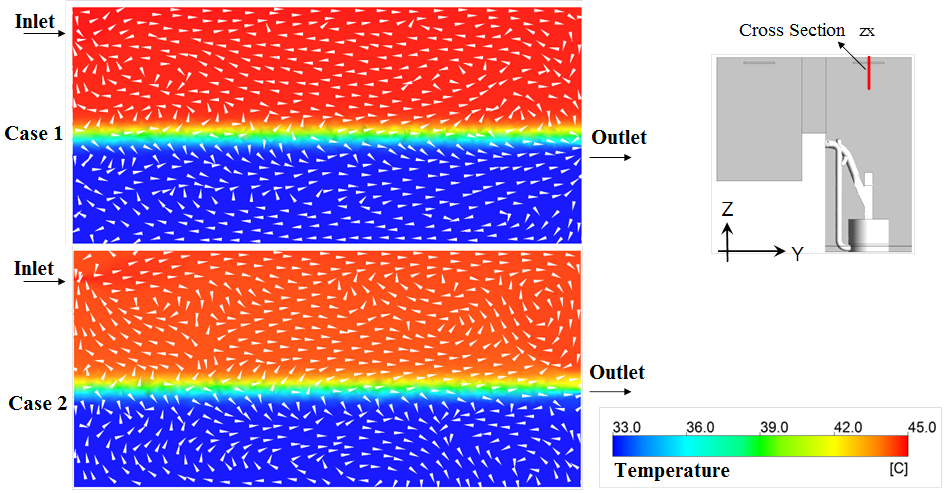 Inlet
Case 1
Outlet
Inlet
Case 2
Outlet
Cross Section zx
Z
Y
33.0 36.0 39.0 42.0 45.0
Temperature [C]